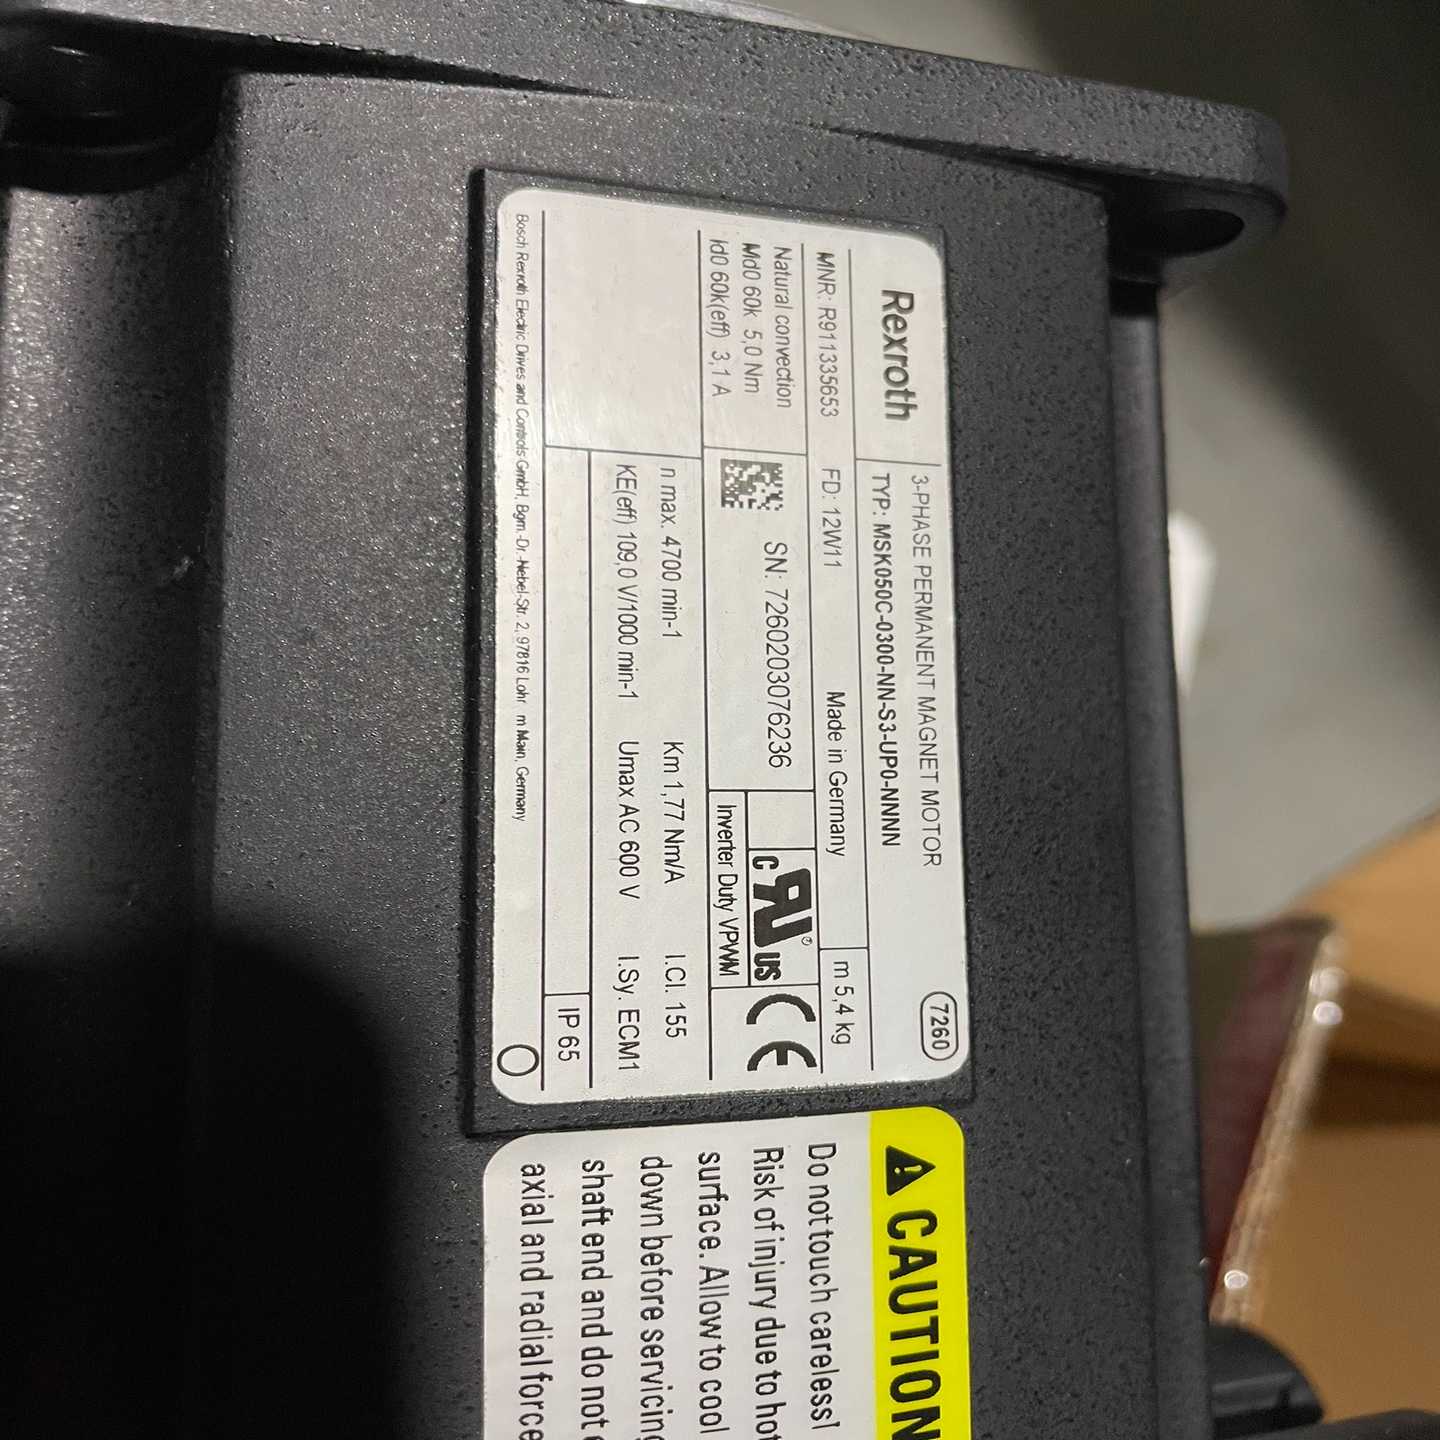 Rexroth
3-PHASE PERMANENT MAGNET MOTOR
7260
TYP: MSK050C-0300-NN-S3-UP0-NNNN
MNR: R911335653 FD: 12W11 Made in Germany m 5,4 kg
Natural convection
Md0 60k 5,0 Nm
Id0 60k(eff) 3,1 A
SN: 7260203076236
c RU® US
CE
Inverter Duty VPWM
n max. 4700 min-1 Km 1,77 Nm/A I.Cl. 155
KE(eff) 109,0 V/1000 min-1 Umax AC 600 V I.Sy. ECM1
IP 65
Bosch Rexroth Electric Drives and Controls GmbH, Bgm.-Dr.-Nebel-Str. 2, 97816 Lohr m Main, Germany
CAUTION
Do not touch careless!
Risk of injury due to hot
surface. Allow to cool
down before servicing
shaft end and do not
axial and radial force